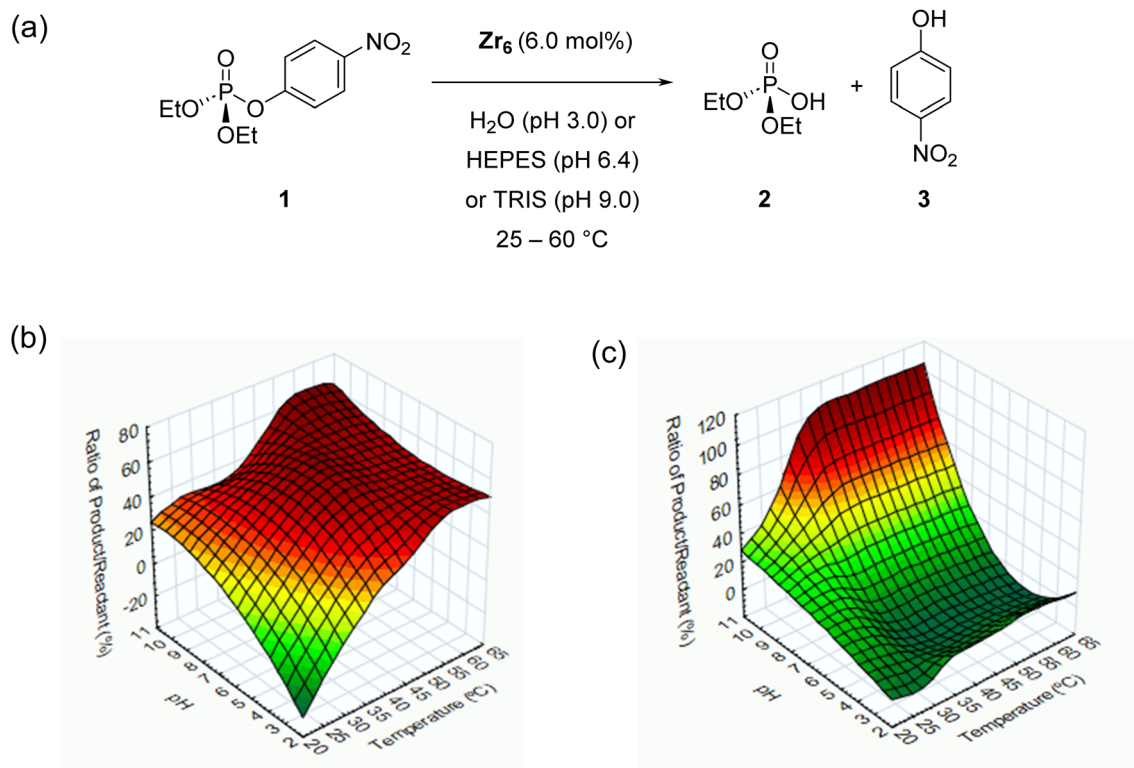 (a)
O
EtO
P
O
OEt
NO₂
1
Zr₆ (6.0 mol%)
H₂O (pH 3.0) or
HEPES (pH 6.4)
or TRIS (pH 9.0)
25 – 60 °C
O
EtO
P
OH
OEt
2
+
OH
NO₂
3
(b)
Ratio of Product/Reactant (%)
80
60
40
20
0
-20
11
10
9
8
7
6
5
4
3
2
pH
20
25
30
35
40
45
50
55
60
65
Temperature (ºC)
(c)
Ratio of Product/Reactant (%)
120
100
80
60
40
20
0
11
10
9
8
7
6
5
4
3
2
pH
20
25
30
35
40
45
50
55
60
65
Temperature (ºC)